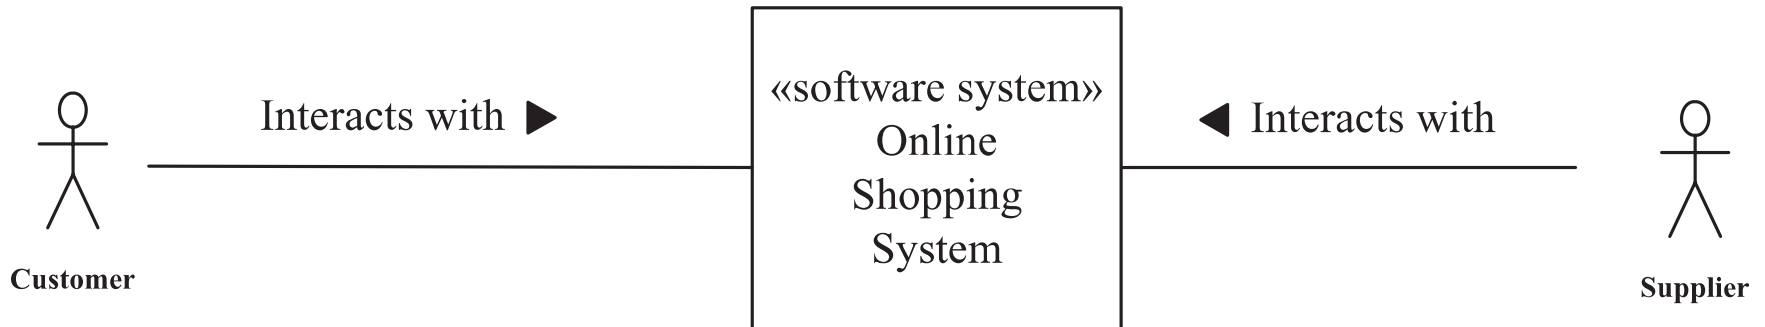 Interacts with ▶
«software system»
Online
Shopping
System
◀ Interacts with
Customer
Supplier